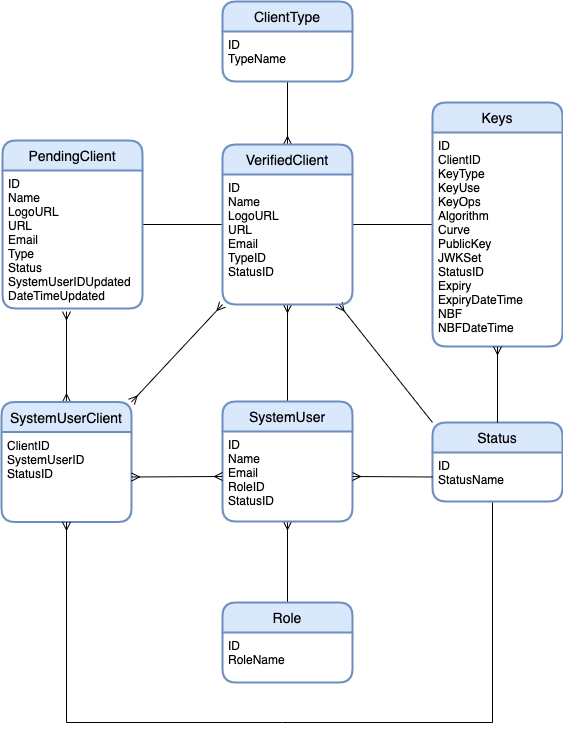 ClientType
ID
TypeName
Keys
ID
ClientID
KeyType
KeyUse
KeyOps
Algorithm
Curve
PublicKey
JWKSet
StatusID
Expiry
ExpiryDateTime
NBF
NBFDateTime
PendingClient
ID
Name
LogoURL
URL
Email
Type
Status
SystemUserIDUpdated
DateTimeUpdated
VerifiedClient
ID
Name
LogoURL
URL
Email
TypeID
StatusID
SystemUserClient
ClientID
SystemUserID
StatusID
SystemUser
ID
Name
Email
RoleID
StatusID
Status
ID
StatusName
Role
ID
RoleName